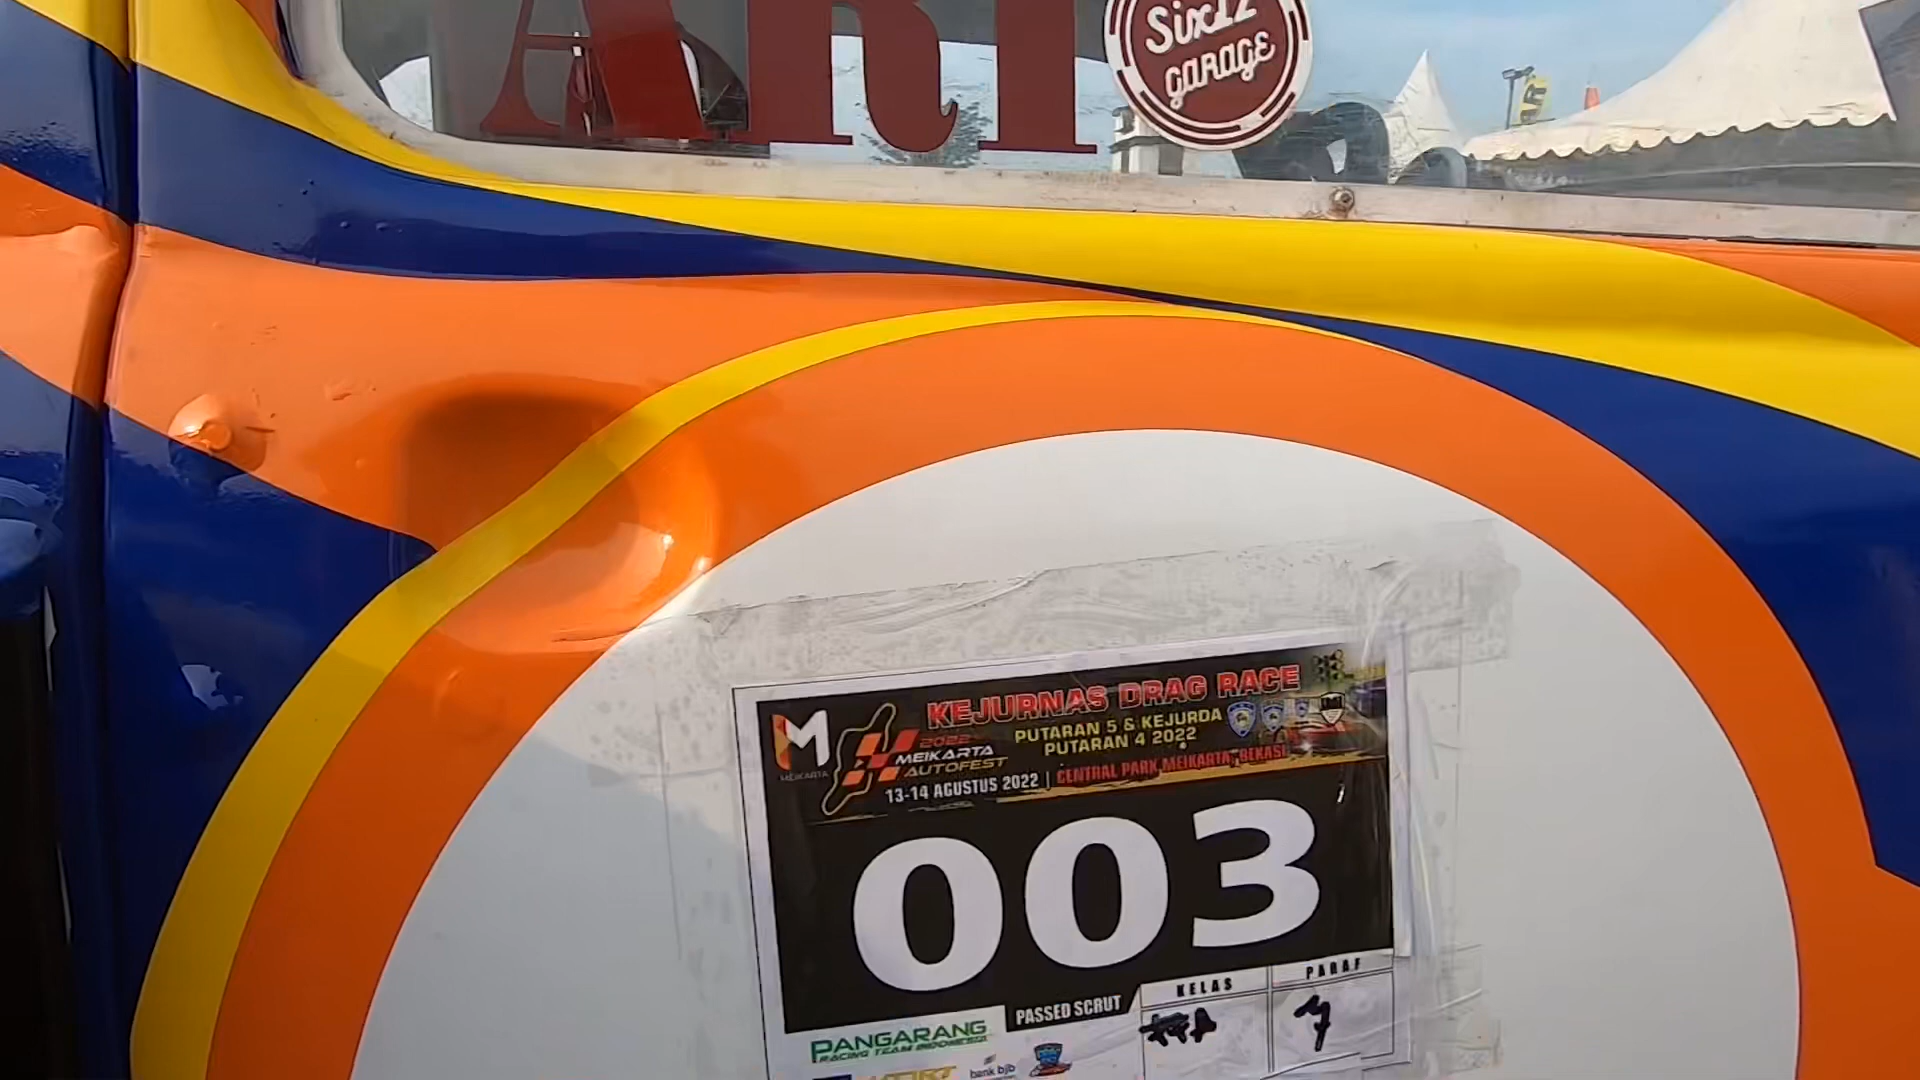 ARI
Six12
GARAGE
KEJURNAS DRAG RACE
PUTARAN 5 & KEJURDA
PUTARAN 4 2022
MEIKARTA
2022
MEIKARTA
AUTOFEST
13-14 AGUSTUS 2022 | CENTRAL PARK MEIKARTA, BEKASI
003
PASSED SCRUT
KELAS
PARAF
PANGARANG
RACING TEAM INDONESIA
bank bjb